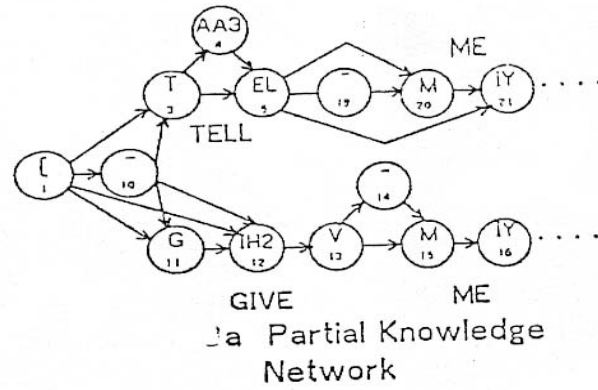 AA3
4
ME
T
3
EL
5
-
19
M
20
IY
21
. . . .
TELL
[
1
-
10
-
14
G
11
IH2
12
V
13
M
15
IY
16
. . . .
GIVE
ME
a Partial Knowledge
Network